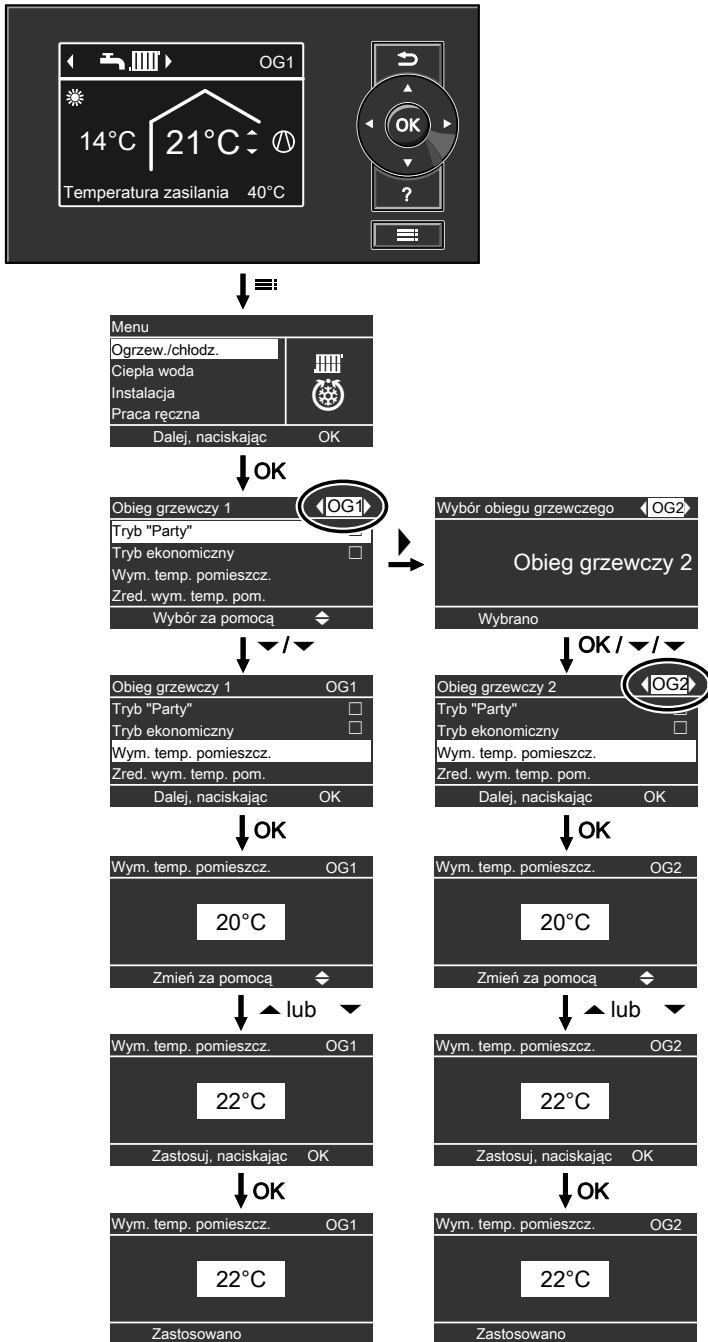 OG1
14°C 21°C
Temperatura zasilania 40°C
OK
?
Menu
Ogrzew./chłodz.
Ciepła woda
Instalacja
Praca ręczna
Dalej, naciskając OK
OK
Obieg grzewczy 1 OG1
Tryb "Party"
Tryb ekonomiczny
Wym. temp. pomieszcz.
Zred. wym. temp. pom.
Wybór za pomocą
Wybór obiegu grzewczego OG2
Obieg grzewczy 2
Wybrano
/
OK / /
Obieg grzewczy 1 OG1
Tryb "Party"
Tryb ekonomiczny
Wym. temp. pomieszcz.
Zred. wym. temp. pom.
Dalej, naciskając OK
Obieg grzewczy 2 OG2
Tryb "Party"
Tryb ekonomiczny
Wym. temp. pomieszcz.
Zred. wym. temp. pom.
Dalej, naciskając OK
OK
OK
Wym. temp. pomieszcz. OG1
20°C
Zmień za pomocą
Wym. temp. pomieszcz. OG2
20°C
Zmień za pomocą
lub
lub
Wym. temp. pomieszcz. OG1
22°C
Zastosuj, naciskając OK
Wym. temp. pomieszcz. OG2
22°C
Zastosuj, naciskając OK
OK
OK
Wym. temp. pomieszcz. OG1
22°C
Zastosowano
Wym. temp. pomieszcz. OG2
22°C
Zastosowano